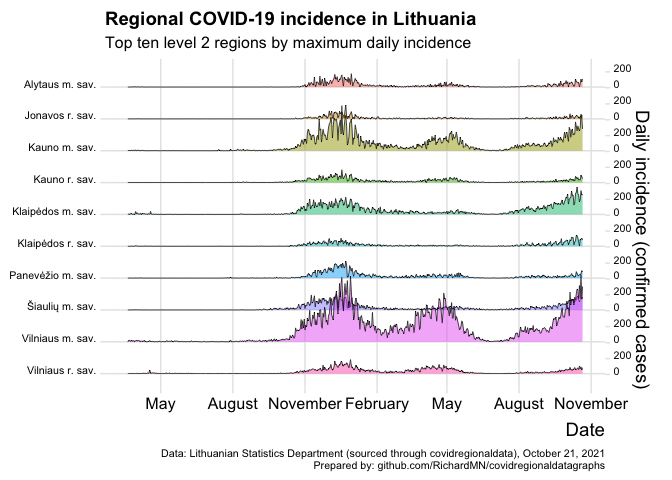 Regional COVID-19 incidence in Lithuania
Top ten level 2 regions by maximum daily incidence
Alytaus m. sav.
200
0
Jonavos m. sav.
200
0
Kauno m. sav.
200
0
Kauno r. sav.
200
0
Klaipėdos m. sav.
200
0
Klaipėdos r. sav.
200
0
Panevėžio m. sav.
200
0
Šiaulių m. sav.
200
0
Vilniaus m. sav.
200
0
Vilniaus r. sav.
200
0
Daily incidence (confirmed cases)
May August November February May August November
Date
Data: Lithuanian Statistics Department (sourced through covidregionaldata), October 21, 2021
Prepared by: github.com/RichardMN/covidregionaldatagraphs